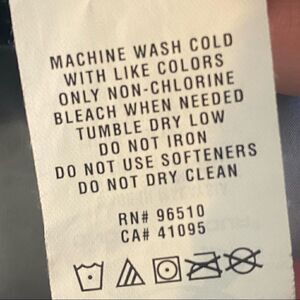 MACHINE WASH COLD
WITH LIKE COLORS
ONLY NON-CHLORINE
BLEACH WHEN NEEDED
TUMBLE DRY LOW
DO NOT IRON
DO NOT USE SOFTENERS
DO NOT DRY CLEAN
RN# 96510
CA# 41095